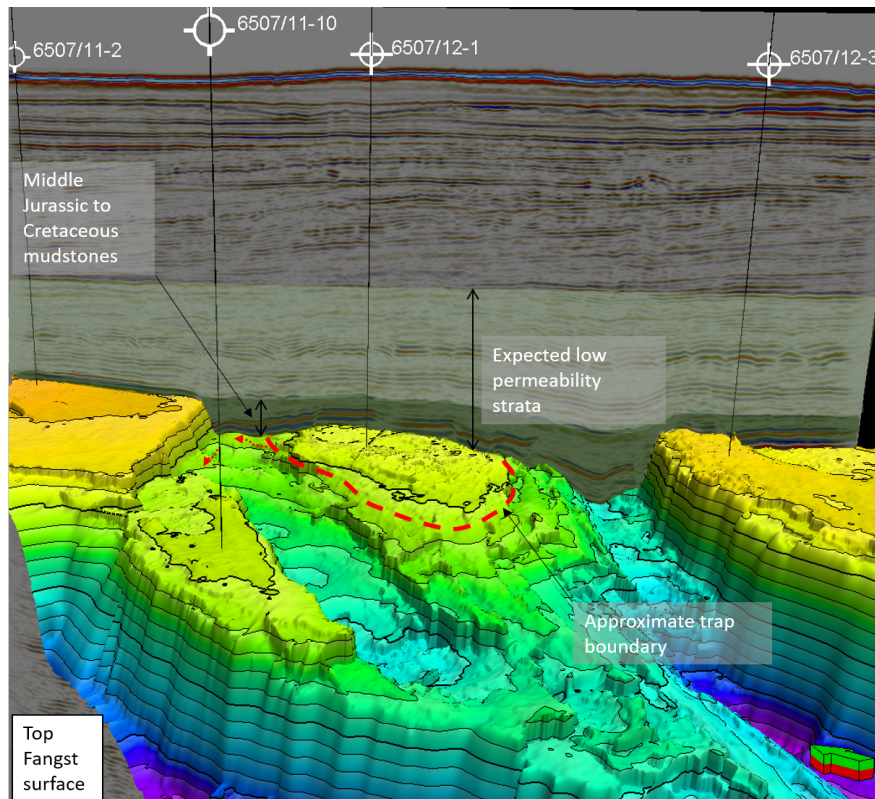 6507/11-2
6507/11-10
6507/12-1
6507/12-3
Middle
Jurassic to
Cretaceous
mudstones
Expected low
permeability
strata
Approximate trap
boundary
Top
Fangst
surface